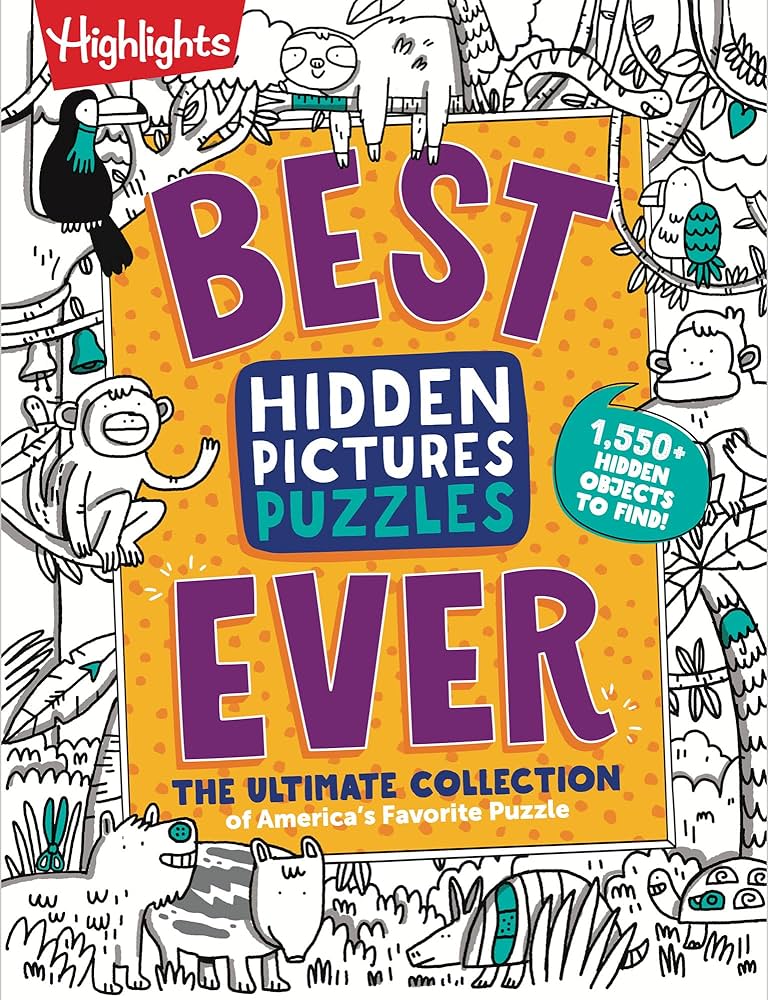 Highlights
BEST
HIDDEN
PICTURES
PUZZLES
1,550+
HIDDEN
OBJECTS
TO FIND!
EVER
THE ULTIMATE COLLECTION
of America's Favorite Puzzle